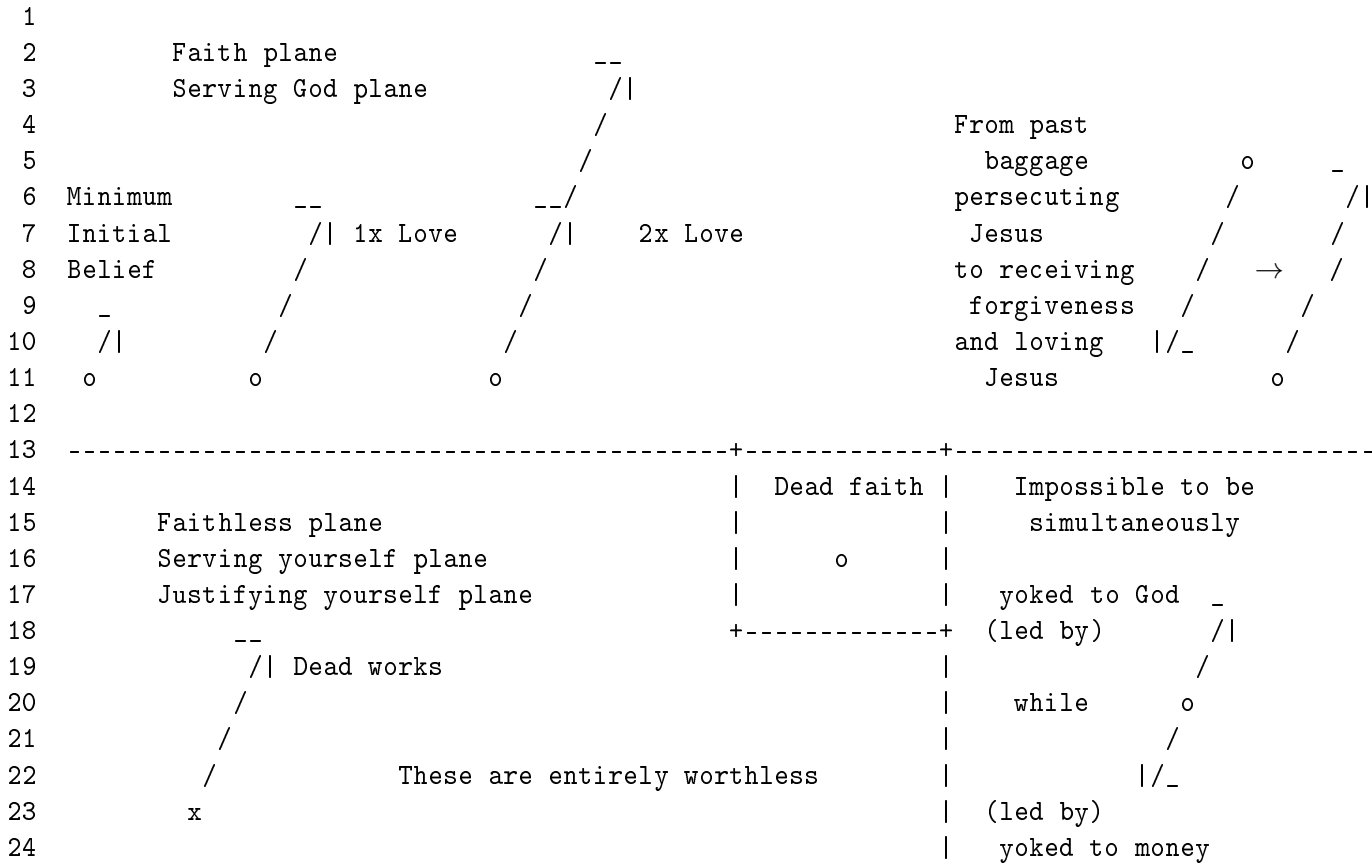 1
2 Faith plane __
3 Serving God plane /|
4 / From past
5 / baggage o _
6 Minimum __ __/ persecuting / /|
7 Initial /| 1x Love /| 2x Love Jesus / /
8 Belief / / to receiving / → /
9 _ / / forgiveness / /
10 /| / / and loving |/_ /
11 o o o Jesus o
12
13 --------------------------------------------+-------------+----------------------------
14 | Dead faith | Impossible to be
15 Faithless plane | | simultaneously
16 Serving yourself plane | o |
17 Justifying yourself plane | | yoked to God _
18 __ +-------------+ (led by) /|
19 /| Dead works | /
20 / | while o
21 / | /
22 / These are entirely worthless | |/_
23 x | (led by)
24 | yoked to money